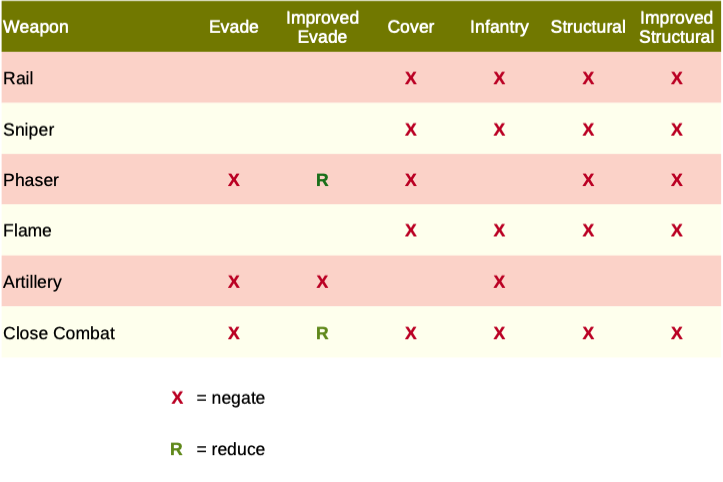 Weapon Evade Improved Evade Cover Infantry Structural Improved Structural
Rail X X X X
Sniper X X X X
Phaser X R X X X
Flame X X X X
Artillery X X X
Close Combat X R X X X X
X = negate
R = reduce